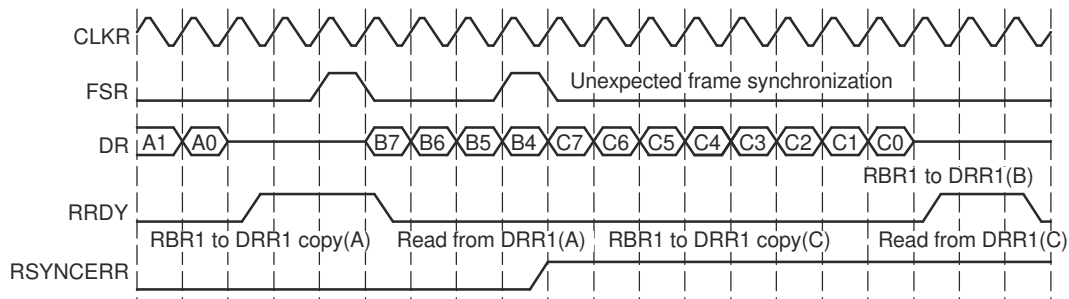 CLKR
FSR
Unexpected frame synchronization
DR A1 A0 B7 B6 B5 B4 C7 C6 C5 C4 C3 C2 C1 C0
RBR1 to DRR1(B)
RRDY
RBR1 to DRR1 copy(A) Read from DRR1(A) RBR1 to DRR1 copy(C) Read from DRR1(C)
RSYNCERR